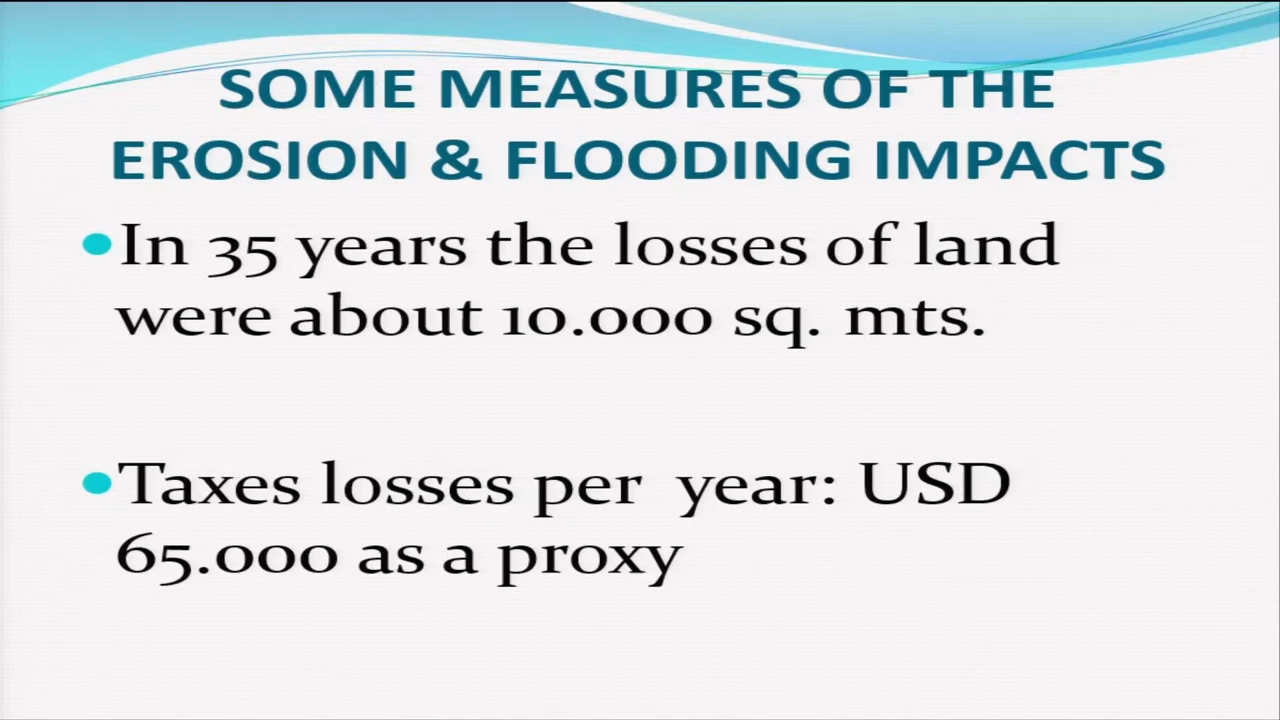 SOME MEASURES OF THE
EROSION & FLOODING IMPACTS
•In 35 years the losses of land
were about 10.000 sq. mts.
•Taxes losses per year: USD
65.000 as a proxy